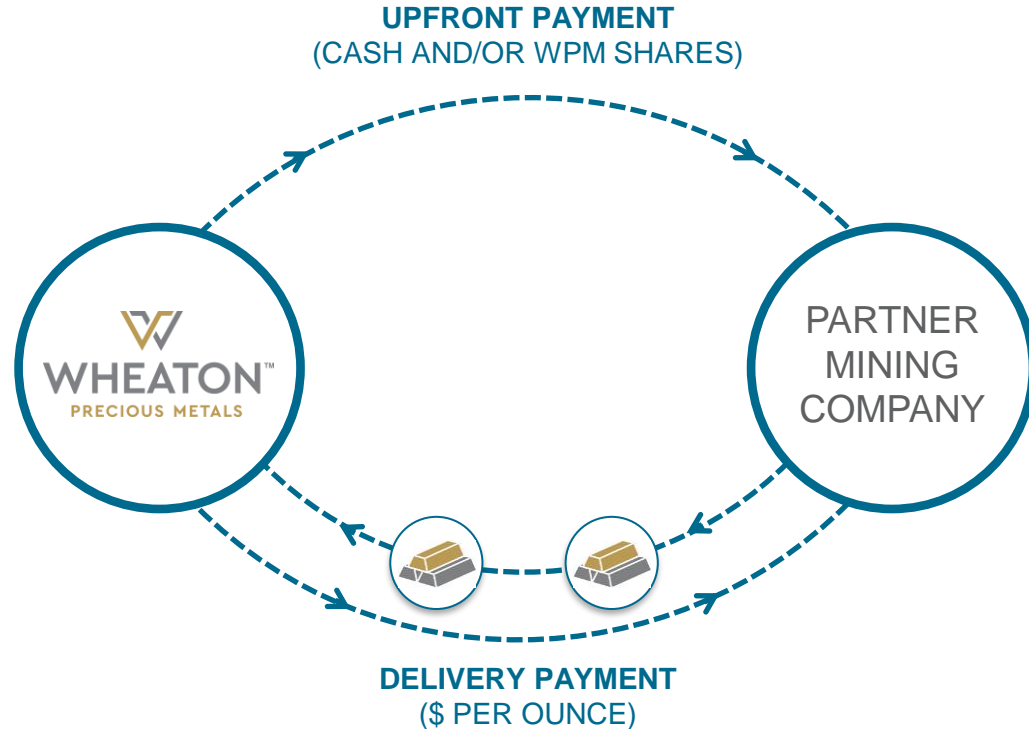 UPFRONT PAYMENT
(CASH AND/OR WPM SHARES)
WHEATON™
PRECIOUS METALS
PARTNER
MINING
COMPANY
DELIVERY PAYMENT
($ PER OUNCE)